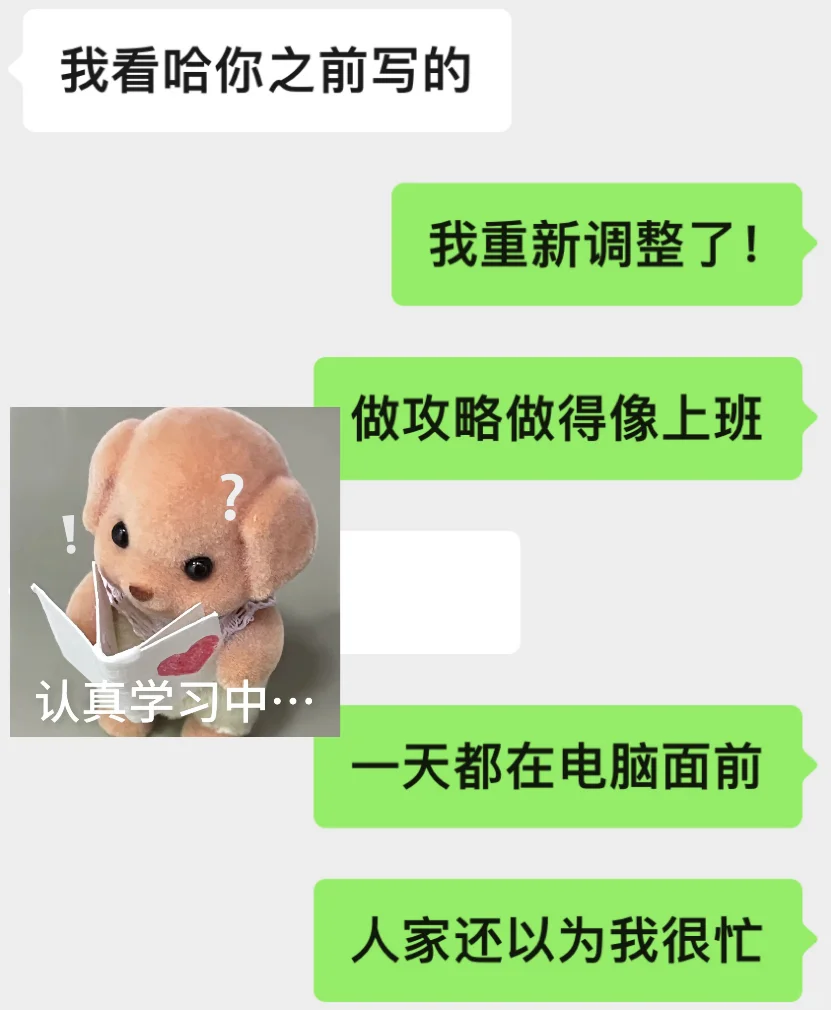 我看哈你之前写的
我重新调整了！
做攻略做得像上班
？
！
认真学习中…
一天都在电脑面前
人家还以为我很忙